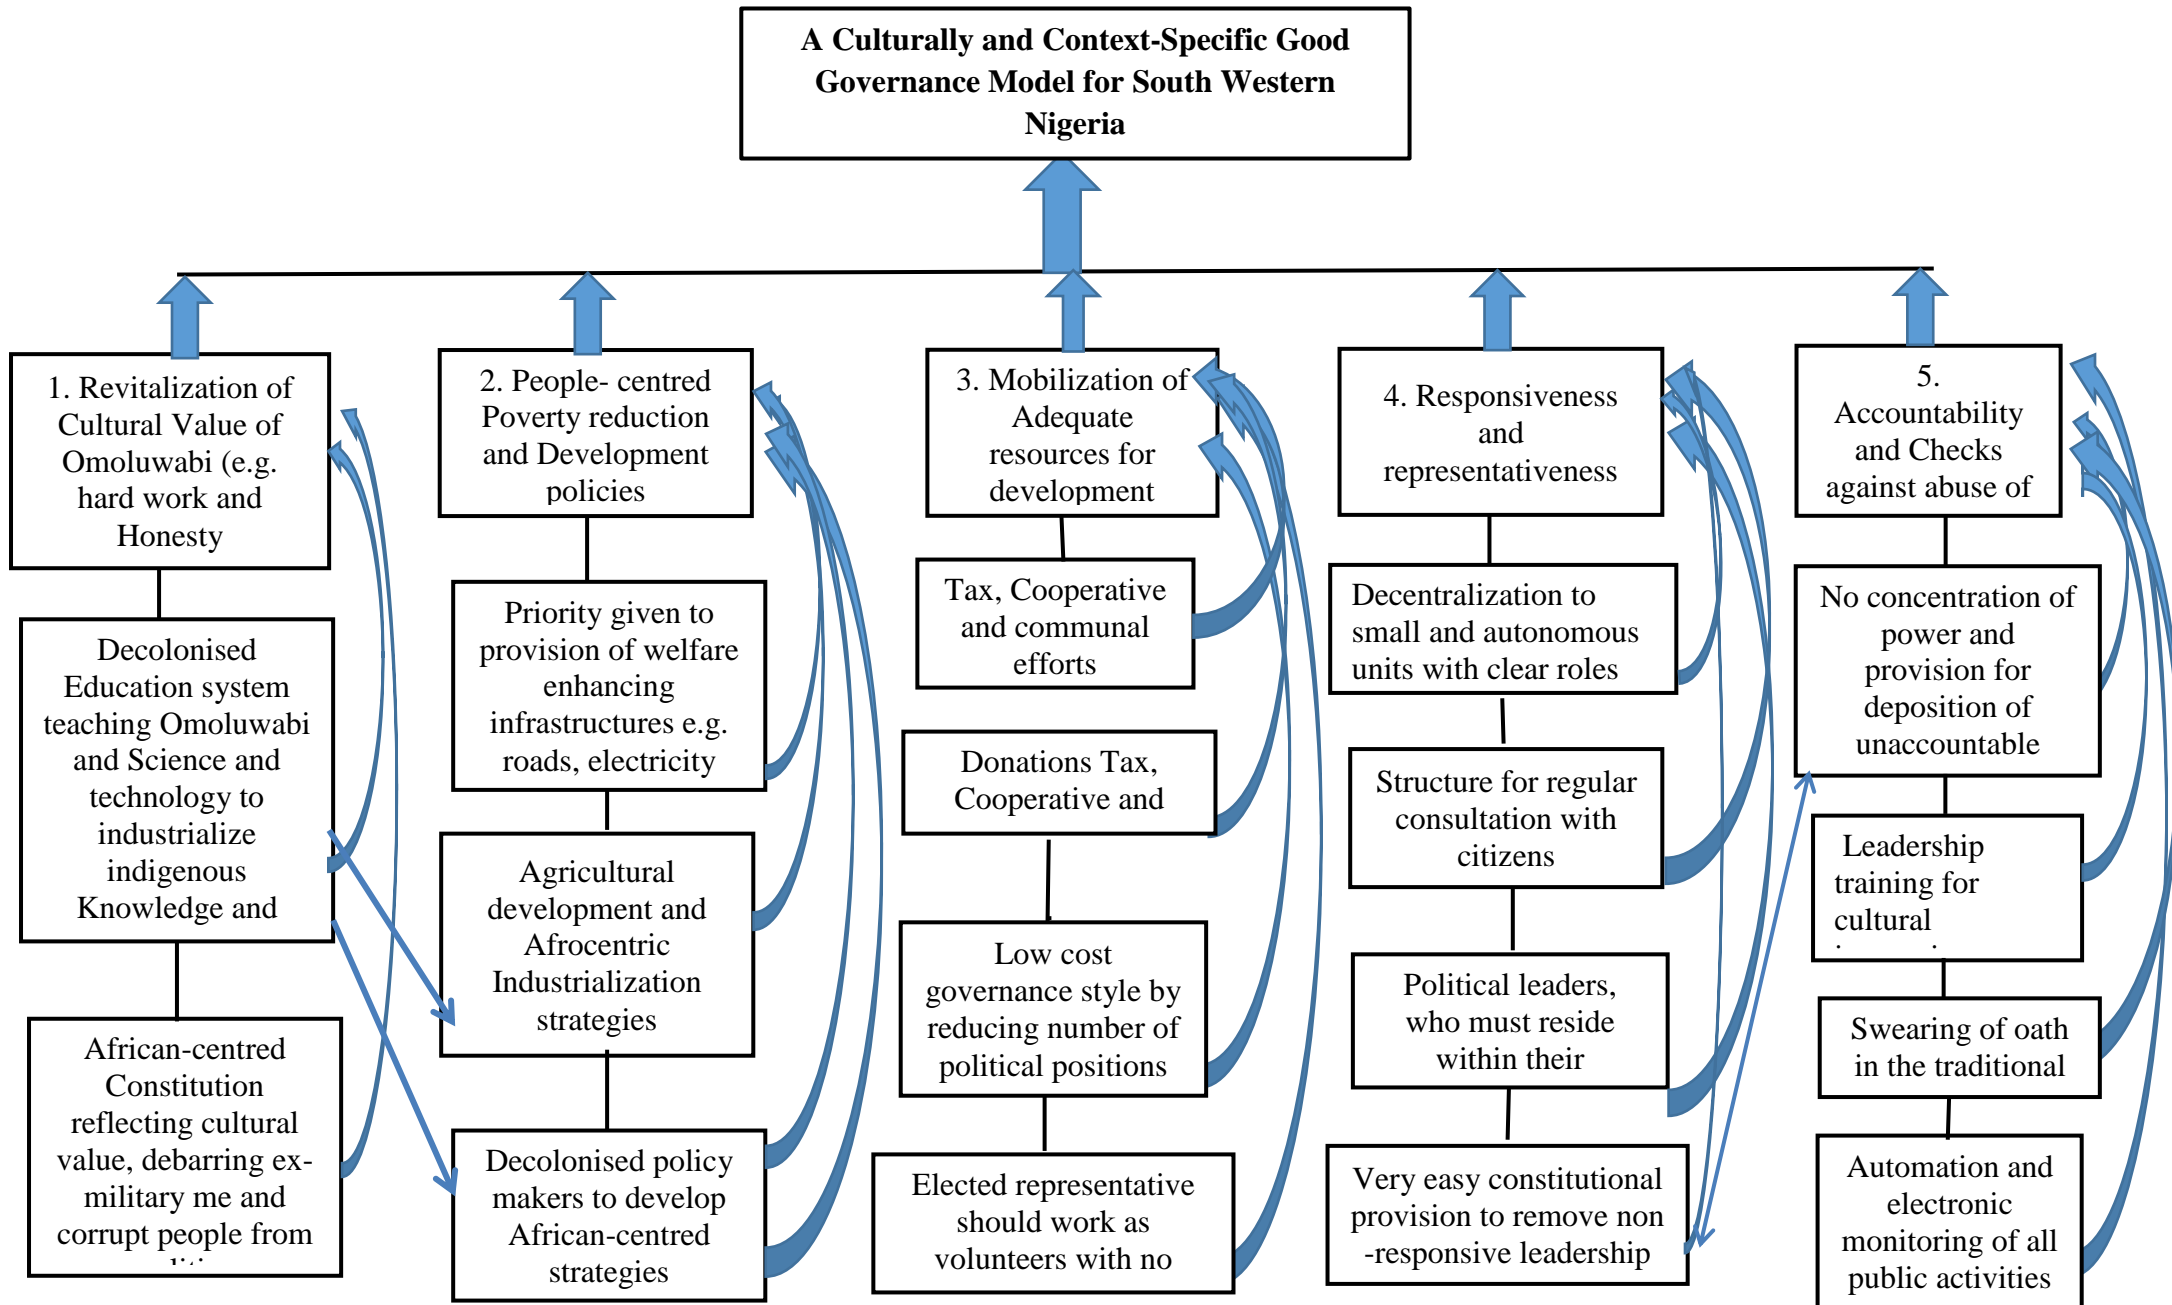 A Culturally and Context-Specific Good
Governance Model for South Western
Nigeria
1. Revitalization of
Cultural Value of
Omoluwabi (e.g.
hard work and
Honesty
Decolonised
Education system
teaching Omoluwabi
and Science and
technology to
industrialize
indigenous
Knowledge and
African-centred
Constitution
reflecting cultural
value, debarring ex-
military me and
corrupt people from
2. People- centred
Poverty reduction
and Development
policies
Priority given to
provision of welfare
enhancing
infrastructures e.g.
roads, electricity
Agricultural
development and
Afrocentric
Industrialization
strategies
Decolonised policy
makers to develop
African-centred
strategies
3. Mobilization of
Adequate
resources for
development
Tax, Cooperative
and communal
efforts
Donations Tax,
Cooperative and
Low cost
governance style by
reducing number of
political positions
Elected representative
should work as
volunteers with no
4. Responsiveness
and
representativeness
Decentralization to
small and autonomous
units with clear roles
Structure for regular
consultation with
citizens
Political leaders,
who must reside
within their
Very easy constitutional
provision to remove non
-responsive leadership
5.
Accountability
and Checks
against abuse of
No concentration of
power and
provision for
deposition of
unaccountable
Leadership
training for
cultural
Swearing of oath
in the traditional
Automation and
electronic
monitoring of all
public activities